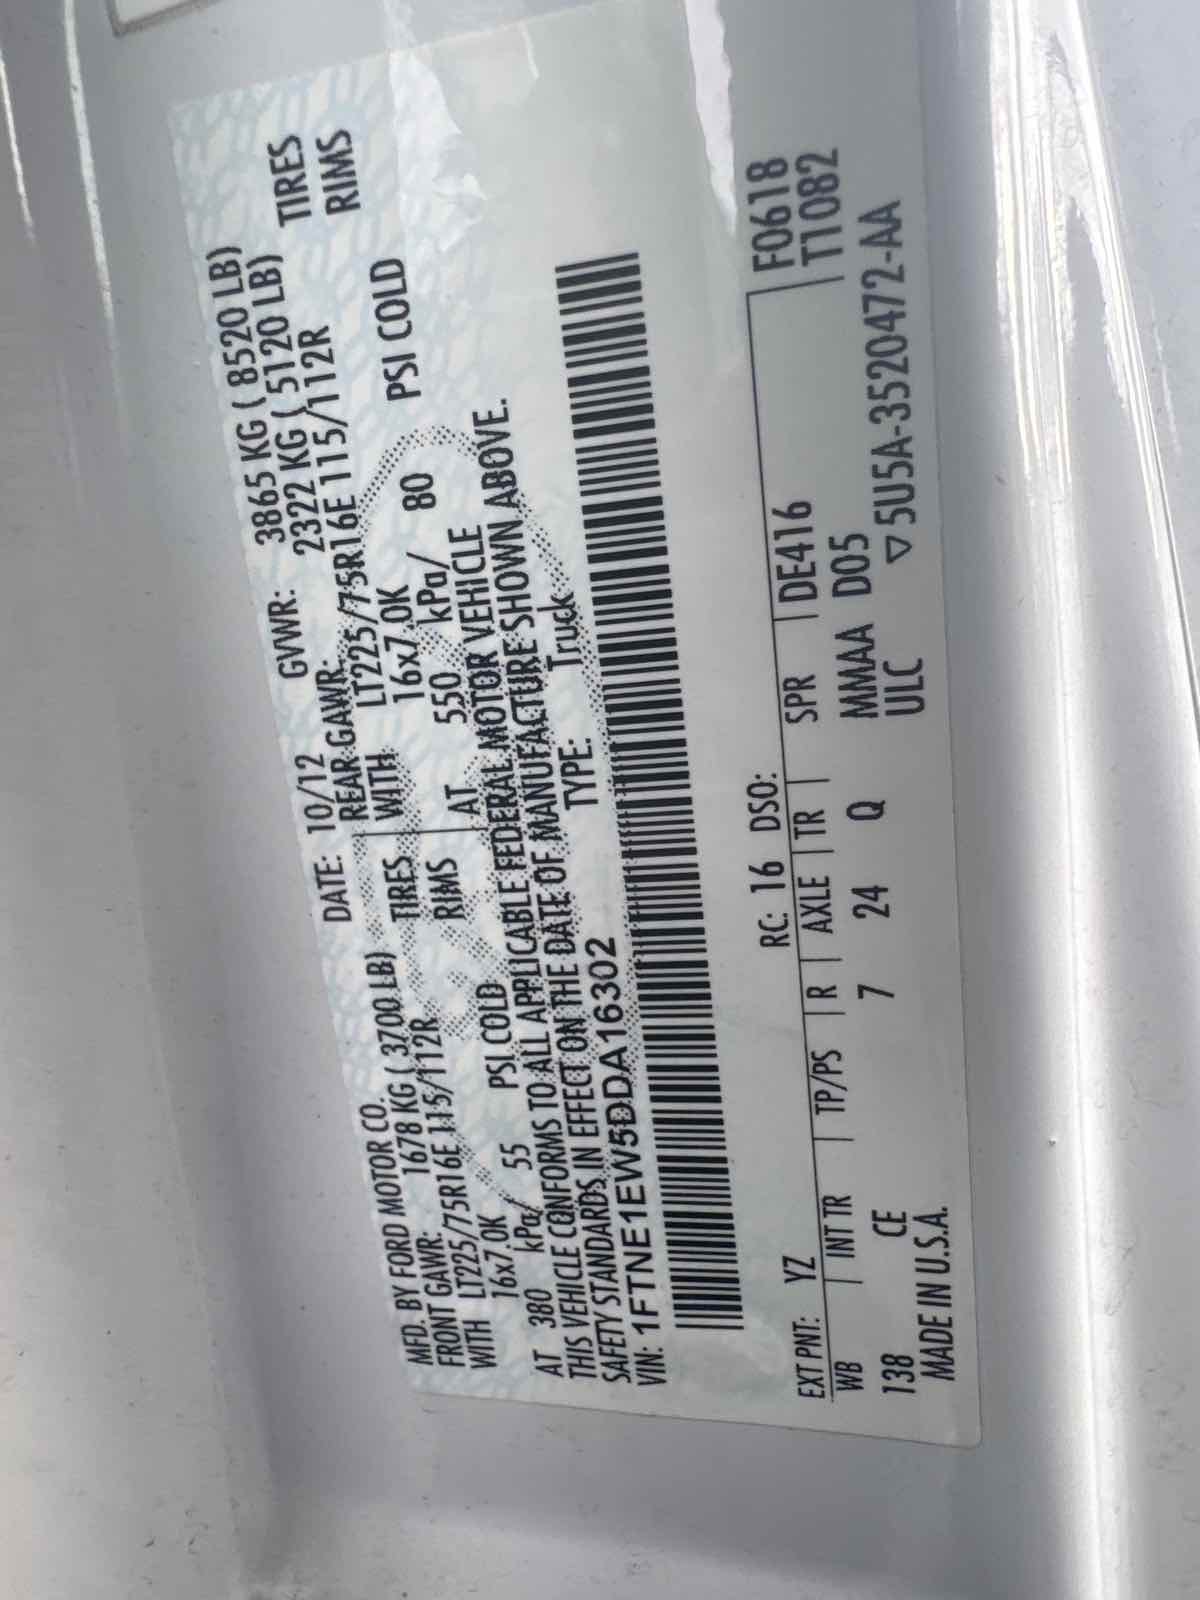 MFD. BY FORD MOTOR CO. DATE: 10/12 GVWR: 3865 KG ( 8520 LB)
FRONT GAWR: 1678 KG ( 3700 LB) REAR GAWR: 2322 KG ( 5120 LB)
WITH LT225/75R16E 115/112R TIRES WITH LT225/75R16E 115/112R TIRES
16x7.0K RIMS 16x7.0K RIMS
AT 380 kPa/ 55 PSI COLD AT 550 kPa/ 80 PSI COLD
THIS VEHICLE CONFORMS TO ALL APPLICABLE FEDERAL MOTOR VEHICLE
SAFETY STANDARDS IN EFFECT ON THE DATE OF MANUFACTURE SHOWN ABOVE.
VIN: 1FTNE1EW5DDA16302 TYPE: Truck
EXT PNT: YZ RC: 16 DSO: F0618
WB INT TR TP/PS R AXLE TR SPR DE416 T1082
138 CE 7 24 Q MMAA D05
MADE IN U.S.A. ULC ▽5U5A-3520472-AA